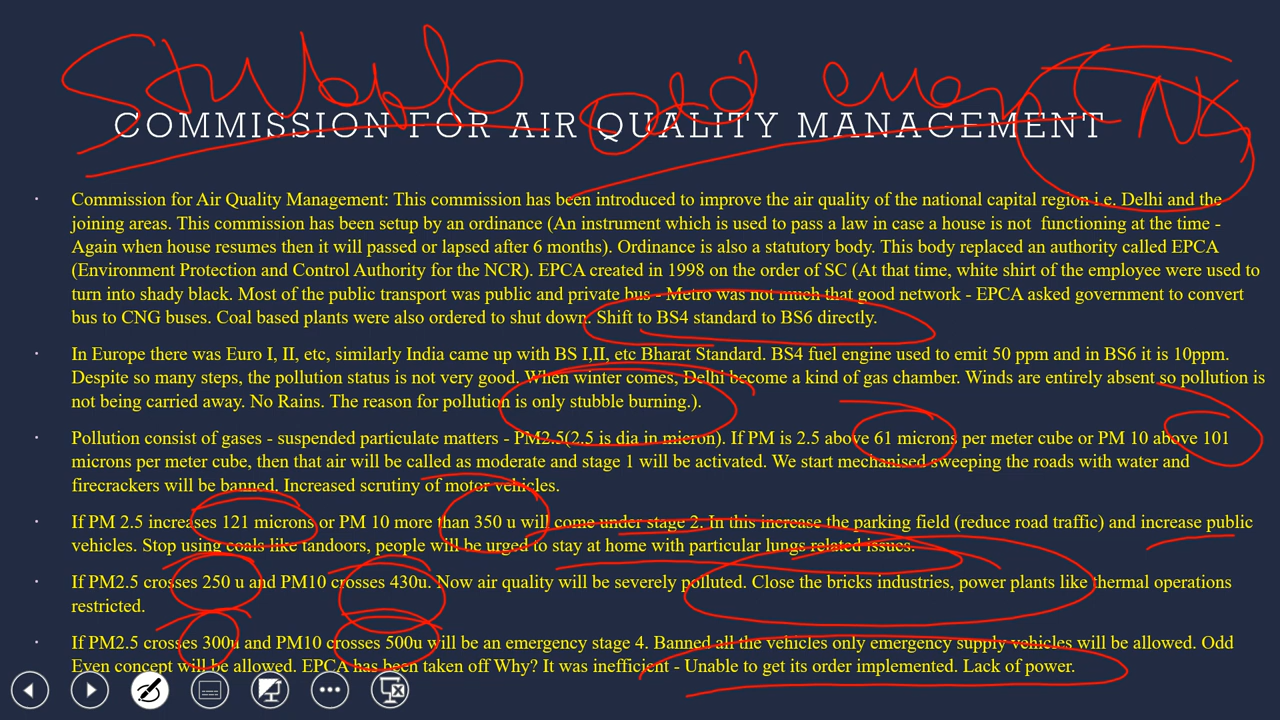 Stubble odd even
COMMISSION FOR AIR QUALITY MANAGEMENT
· Commission for Air Quality Management: This commission has been introduced to improve the air quality of the national capital region i.e. Delhi and the
joining areas. This commission has been setup by an ordinance (An instrument which is used to pass a law in case a house is not functioning at the time -
Again when house resumes then it will passed or lapsed after 6 months). Ordinance is also a statutory body. This body replaced an authority called EPCA
(Environment Protection and Control Authority for the NCR). EPCA created in 1998 on the order of SC (At that time, white shirt of the employee were used to
turn into shady black. Most of the public transport was public and private bus - Metro was not much that good network - EPCA asked government to convert
bus to CNG buses. Coal based plants were also ordered to shut down. Shift to BS4 standard to BS6 directly.
· In Europe there was Euro I, II, etc, similarly India came up with BS I,II, etc Bharat Standard. BS4 fuel engine used to emit 50 ppm and in BS6 it is 10ppm.
Despite so many steps, the pollution status is not very good. When winter comes, Delhi become a kind of gas chamber. Winds are entirely absent so pollution is
not being carried away. No Rains. The reason for pollution is only stubble burning.).
· Pollution consist of gases - suspended particulate matters - PM2.5(2.5 is dia in micron). If PM is 2.5 above 61 microns per meter cube or PM 10 above 101
microns per meter cube, then that air will be called as moderate and stage 1 will be activated. We start mechanised sweeping the roads with water and
firecrackers will be banned. Increased scrutiny of motor vehicles.
· If PM 2.5 increases 121 microns or PM 10 more than 350 u will come under stage 2. In this increase the parking field (reduce road traffic) and increase public
vehicles. Stop using coals like tandoors, people will be urged to stay at home with particular lungs related issues.
· If PM2.5 crosses 250 u and PM10 crosses 430u. Now air quality will be severely polluted. Close the bricks industries, power plants like thermal operations
restricted.
· If PM2.5 crosses 300u and PM10 crosses 500u will be an emergency stage 4. Banned all the vehicles only emergency supply vehicles will be allowed. Odd
Even concept will be allowed. EPCA has been taken off Why? It was inefficient - Unable to get its order implemented. Lack of power.